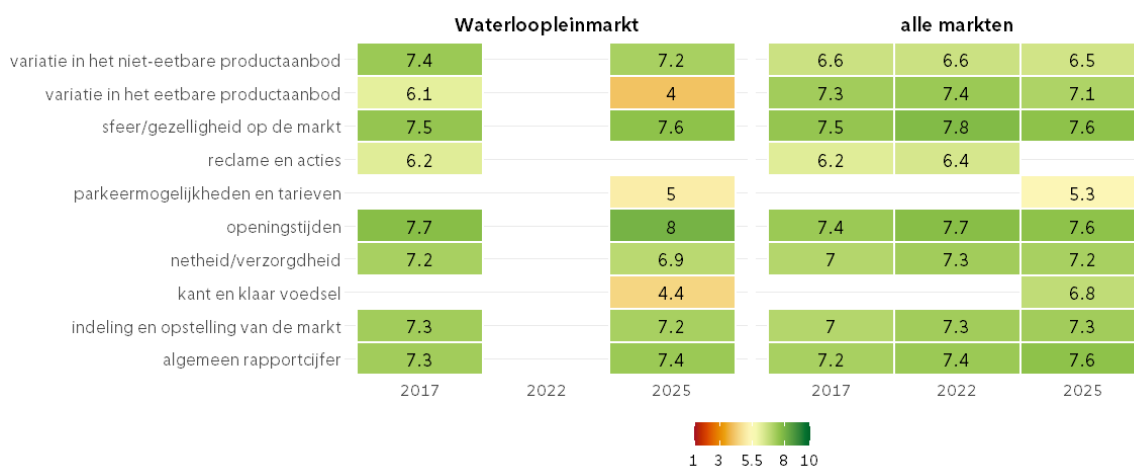 Waterloopleinmarkt alle markten
variatie in het niet-eetbare productaanbod 7.4 7.2 6.6 6.6 6.5
variatie in het eetbare productaanbod 6.1 4 7.3 7.4 7.1
sfeer/gezelligheid op de markt 7.5 7.6 7.5 7.8 7.6
reclame en acties 6.2 6.2 6.4
parkeermogelijkheden en tarieven 5 5.3
openingstijden 7.7 8 7.4 7.7 7.6
netheid/verzorgdheid 7.2 6.9 7 7.3 7.2
kant en klaar voedsel 4.4 6.8
indeling en opstelling van de markt 7.3 7.2 7 7.3 7.3
algemeen rapportcijfer 7.3 7.4 7.2 7.4 7.6
2017 2022 2025 2017 2022 2025
1 3 5.5 8 10